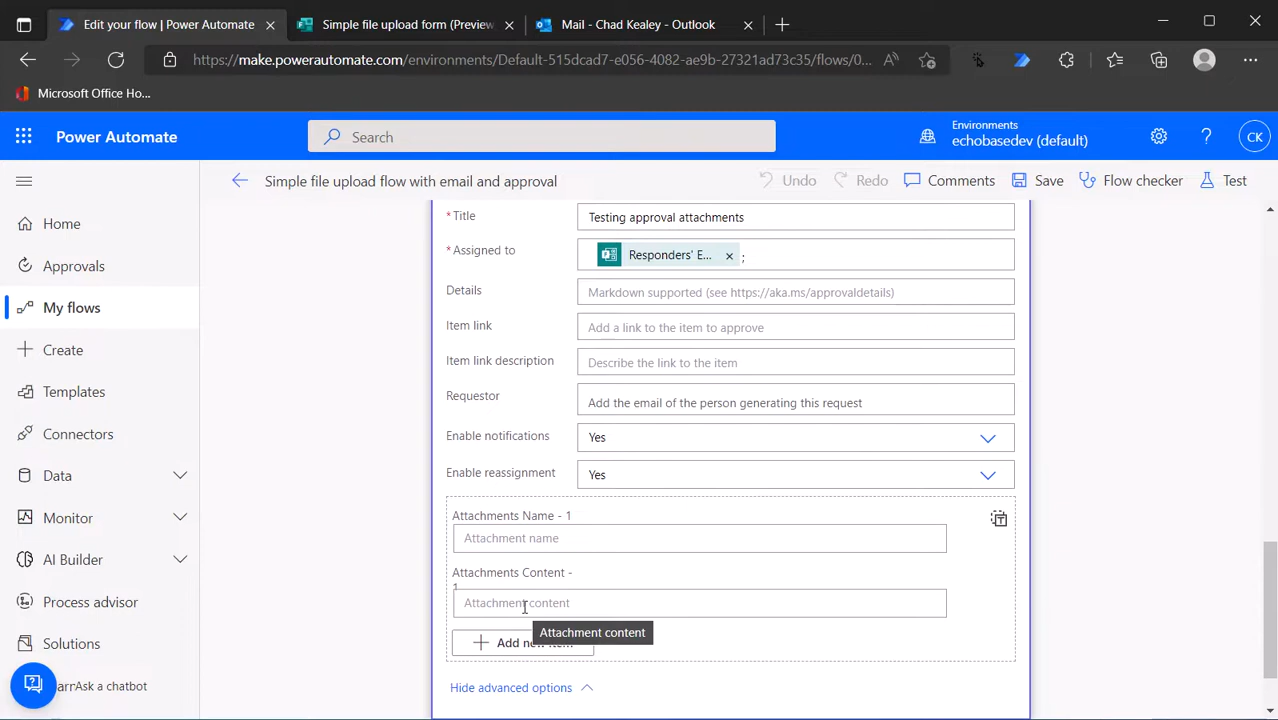 Edit your flow | Power Automate
Simple file upload form (Preview
Mail - Chad Kealey - Outlook
https://make.powerautomate.com/environments/Default-515dcad7-e056-4082-ae9b-27321ad73c35/flows/0...
Microsoft Office Ho...
Power Automate
Search
Environments
echobasedev (default)
CK
Simple file upload flow with email and approval
Undo
Redo
Comments
Save
Flow checker
Test
Home
Approvals
My flows
Create
Templates
Connectors
Data
Monitor
AI Builder
Process advisor
Solutions
Ask a chatbot
* Title
Testing approval attachments
* Assigned to
Responders' E... ;
Details
Markdown supported (see https://aka.ms/approvaldetails)
Item link
Add a link to the item to approve
Item link description
Describe the link to the item
Requestor
Add the email of the person generating this request
Enable notifications
Yes
Enable reassignment
Yes
Attachments Name - 1
Attachment name
Attachments Content -
1
Attachment content
Attachment content
Add new item
Hide advanced options